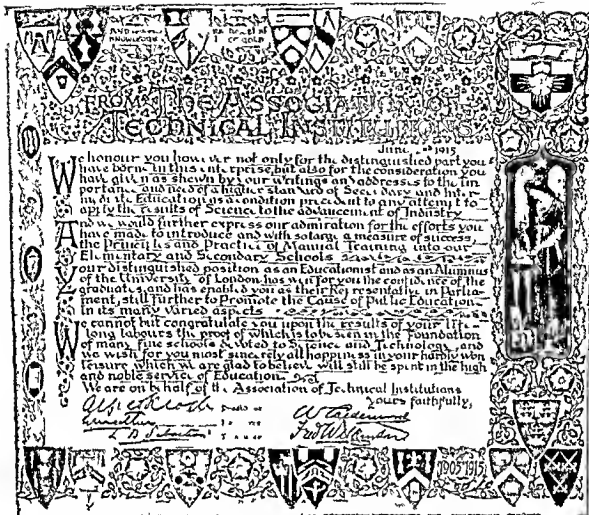 FROM THE ASSOCIATION OF
TECHNICAL INSTITUTIONS
June 1915
We honour you however not only for the distinguished part you
have borne in this enterprise, but also for the consideration you
have given as shewn by your writings and addresses to the Im
portance and need of a higher standard of Secondary and Inter
mediate Education as a condition precedent to any attempt to
apply the results of Science to the advancement of Industry
And we would further express our admiration for the efforts you
have made to introduce and with so large a measure of success,
the Principles and Practice of Manual Training into our
Elementary and Secondary Schools
Your distinguished position as an Educationist and as an Alumnus
of the University of London has won for you the confidence of the
graduates and has enabled you as their Representative in Parlia-
ment, still further to Promote the Cause of Public Education
In its many varied aspects
We cannot but congratulate you upon the results of your life-
long labours the proof of which is to be seen in the Foundation
of many fine schools devoted to Science and Technology and
we wish for you most sincerely all happiness in your hardly won
leisure which we are glad to believe will still be spent in the high
and noble service of Education.
We are on behalf of the Association of Technical Institutions
Yours faithfully,
1905 1915